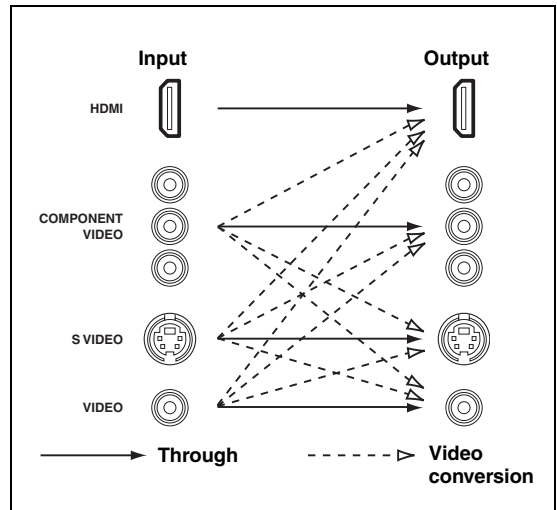 Input
Output
HDMI
COMPONENT
VIDEO
S VIDEO
VIDEO
Through
Video
conversion